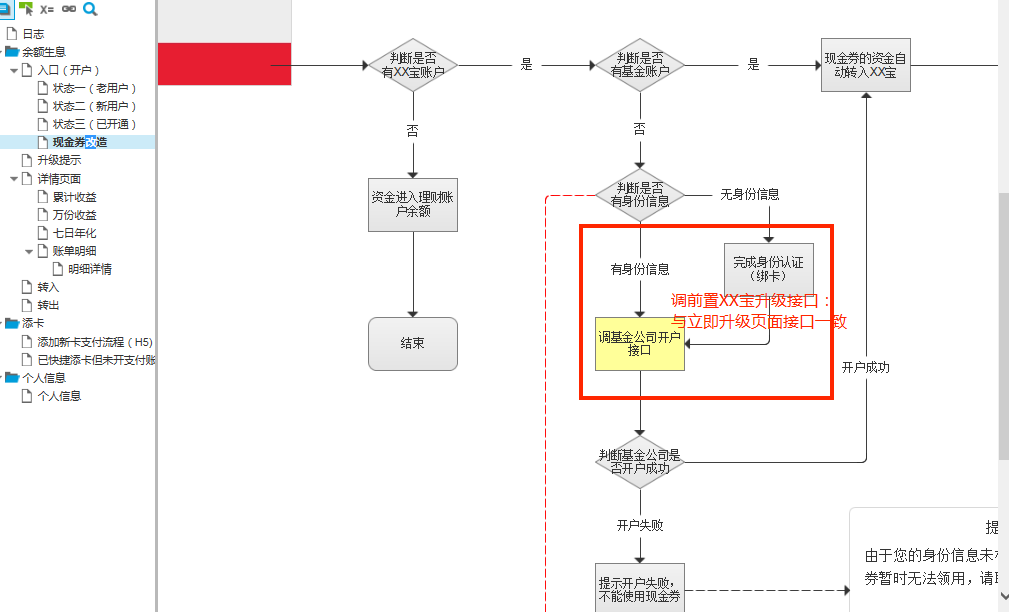 X=
日志
余额生息
入口（开户）
状态一（老用户）
状态二（新用户）
状态三（已开通）
现金券改造
升级提示
详情页面
累计收益
万份收益
七日年化
账单明细
明细详情
转入
转出
添卡
添加新卡支付流程（H5）
已快捷添卡但未开支付账
个人信息
个人信息
判断是否
有XX宝账户
是
判断是否
有基金账户
是
现金券的资金自
动转入XX宝
否
否
资金进入理财账
户余额
判断是否
有身份信息
无身份信息
有身份信息
完成身份认证
（绑卡）
调前置XX宝升级接口：
与立即升级页面接口一致
调基金公司开户
接口
结束
开户成功
判断基金公司是
否开户成功
开户失败
提示开户失败，
不能使用现金券
提
由于您的身份信息未
券暂时无法领用，请